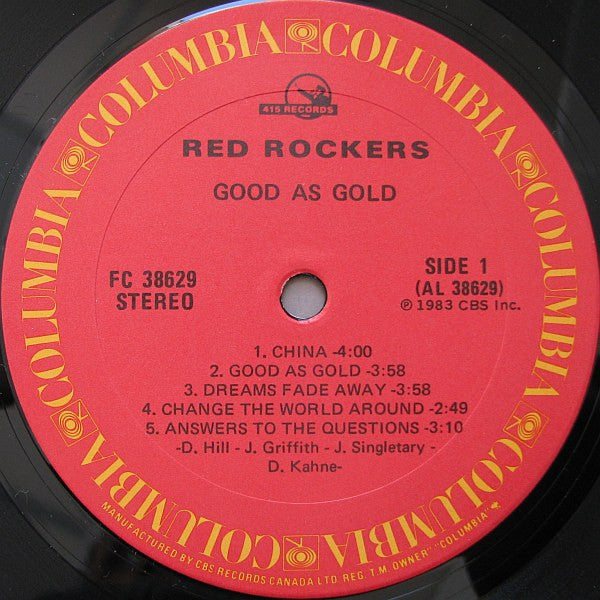 COLUMBIA COLUMBIA COLUMBIA COLUMBIA COLUMBIA COLUMBIA COLUMBIA COLUMBIA
415 RECORDS
RED ROCKERS
GOOD AS GOLD
FC 38629
STEREO
SIDE 1
(AL 38629)
℗ 1983 CBS Inc.
1. CHINA -4:00
2. GOOD AS GOLD -3:58
3. DREAMS FADE AWAY -3:58
4. CHANGE THE WORLD AROUND -2:49
5. ANSWERS TO THE QUESTIONS -3:10
-D. Hill - J. Griffith - J. Singletary -
D. Kahne-
MANUFACTURED BY CBS RECORDS CANADA LTD. REG. T.M. OWNER "COLUMBIA",